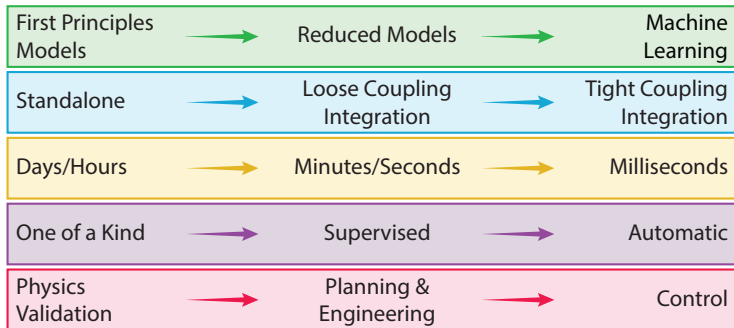 First Principles
Models
Reduced Models
Machine
Learning
Standalone
Loose Coupling
Integration
Tight Coupling
Integration
Days/Hours
Minutes/Seconds
Milliseconds
One of a Kind
Supervised
Automatic
Physics
Validation
Planning &
Engineering
Control